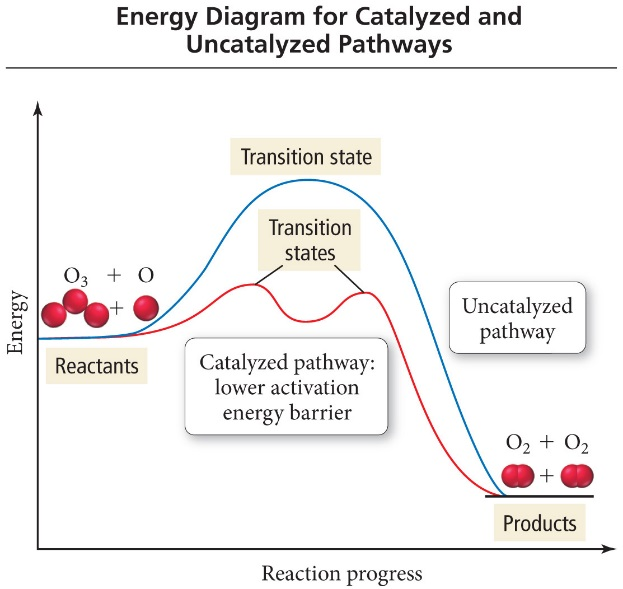 Energy Diagram for Catalyzed and
Uncatalyzed Pathways
Transition state
Transition
states
O₃ + O
+
Energy
Reactants
Uncatalyzed
pathway
Catalyzed pathway:
lower activation
energy barrier
O₂ + O₂
+
Products
Reaction progress